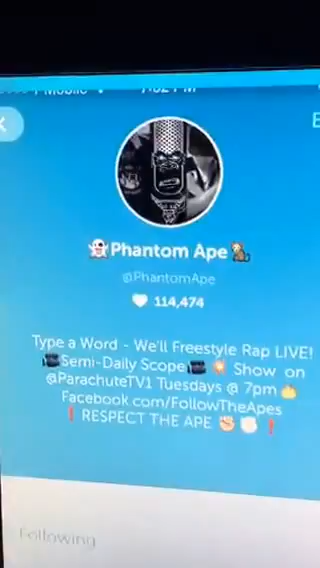 👻Phantom Ape🐒
@PhantomApe
114,474
Type a Word - We'll Freestyle Rap LIVE!
Semi-Daily Scope Show on
@ParachuteTV1 Tuesdays @ 7pm
Facebook.com/FollowTheApes
❗RESPECT THE APE ✊✊❗
Following